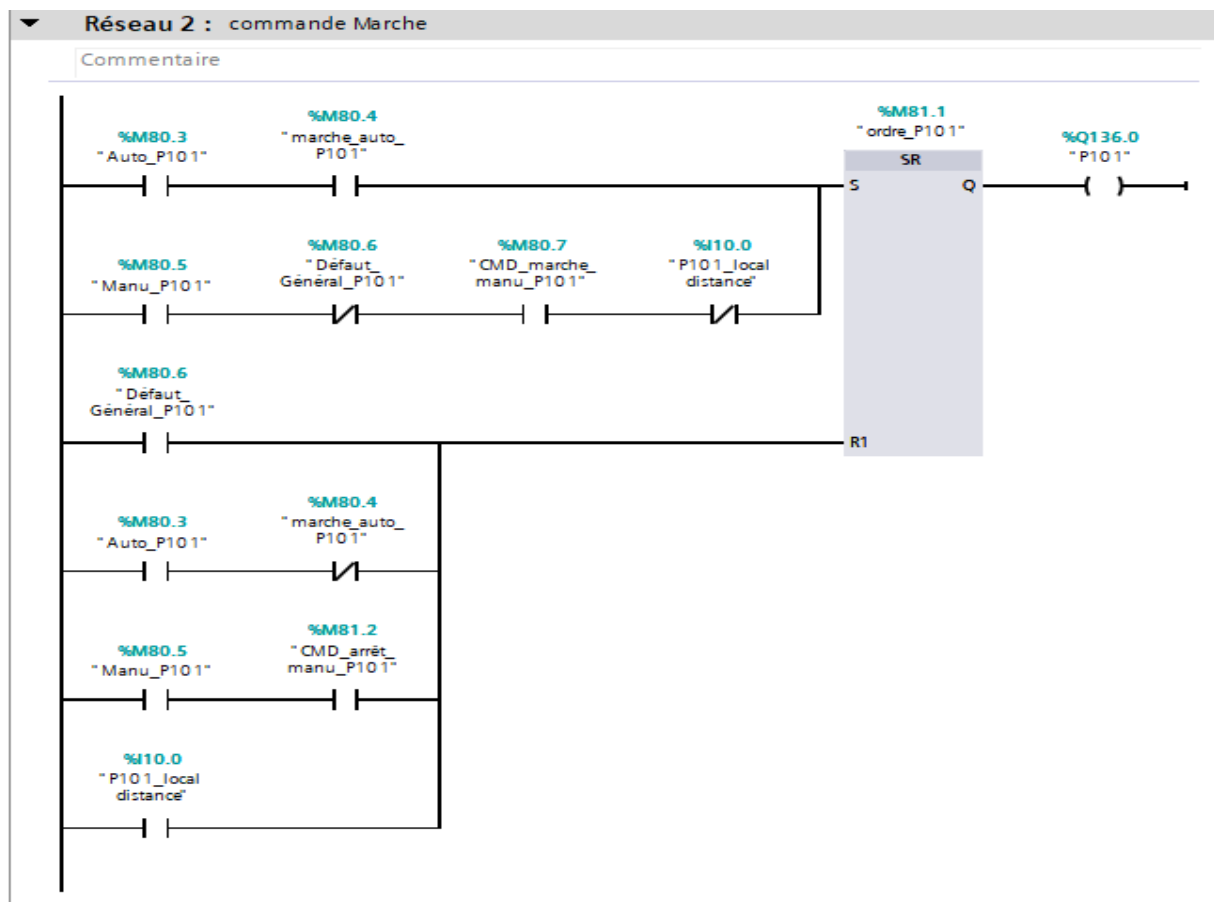 Réseau 2 : commande Marche
Commentaire
%M80.3
"Auto_P101"
%M80.4
"marche_auto_
P101"
%M81.1
"ordre_P101"
SR
S
Q
%Q136.0
"P101"
%M80.5
"Manu_P101"
%M80.6
"Défaut_
Général_P101"
%M80.7
"CMD_marche_
manu_P101"
%I10.0
"P101_local
distance"
%M80.6
"Défaut_
Général_P101"
R1
%M80.3
"Auto_P101"
%M80.4
"marche_auto_
P101"
%M80.5
"Manu_P101"
%M81.2
"CMD_arrêt_
manu_P101"
%I10.0
"P101_local
distance"